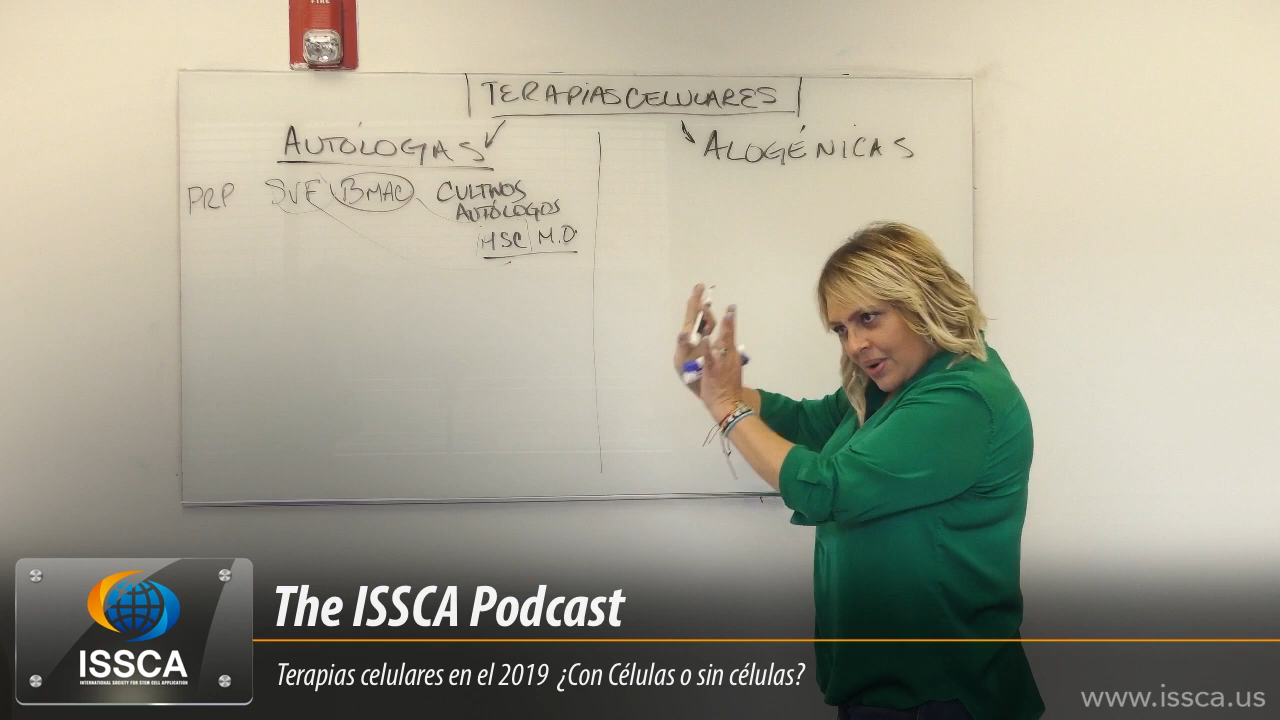 FIRE
TERAPIAS CELULARES
AUTÓLOGAS
ALOGÉNICAS
PRP SVF BMAC CULTIVOS
AUTÓLOGOS
MSC M.O
The ISSCA Podcast
ISSCA
INTERNATIONAL SOCIETY FOR STEM CELL APPLICATION
Terapias celulares en el 2019 ¿Con Células o sin células?
www.issca.us